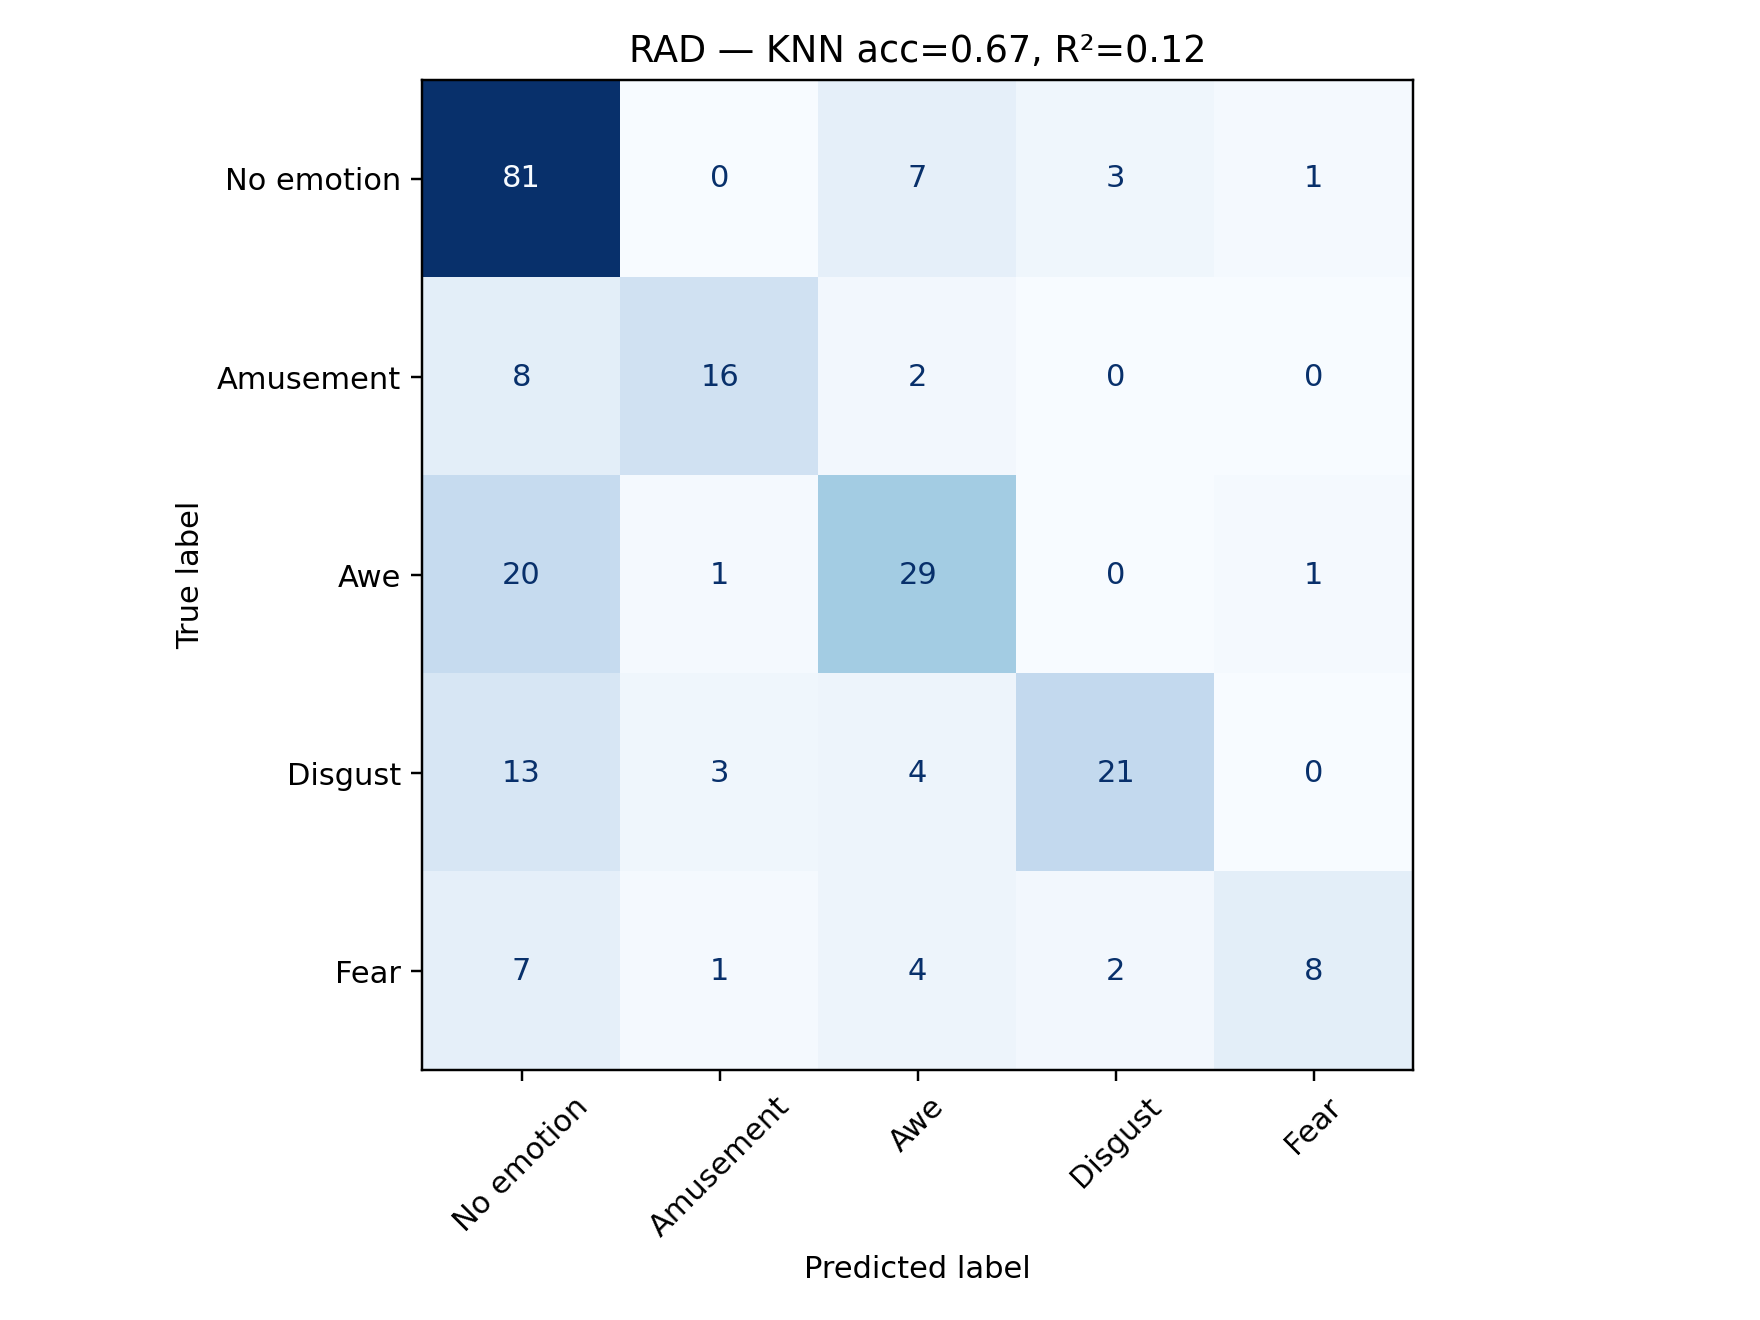 RAD — KNN acc=0.67, R²=0.12
No emotion 81 0 7 3 1
Amusement 8 16 2 0 0
Awe 20 1 29 0 1
Disgust 13 3 4 21 0
Fear 7 1 4 2 8
True label
No emotion Amusement Awe Disgust Fear
Predicted label